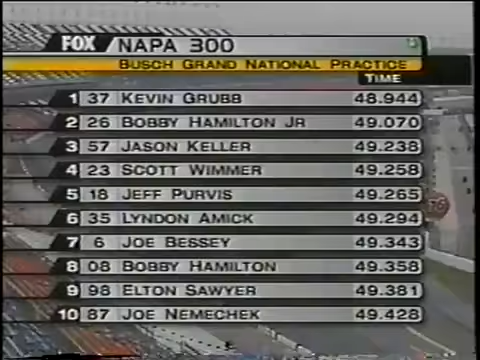 FOX NAPA 300
BUSCH GRAND NATIONAL PRACTICE
TIME
1 37 KEVIN GRUBB 48.944
2 26 BOBBY HAMILTON JR 49.070
3 57 JASON KELLER 49.238
4 23 SCOTT WIMMER 49.258
5 18 JEFF PURVIS 49.265
6 35 LYNDON AMICK 49.294
7 6 JOE BESSEY 49.343
8 08 BOBBY HAMILTON 49.358
9 98 ELTON SAWYER 49.381
10 87 JOE NEMECHEK 49.428